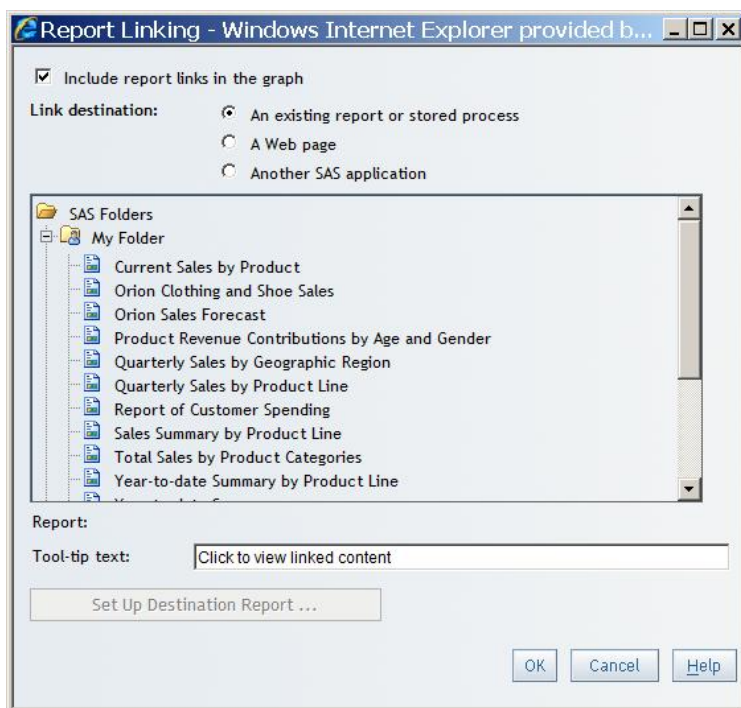 Report Linking - Windows Internet Explorer provided b...
Include report links in the graph
Link destination:
An existing report or stored process
A Web page
Another SAS application
SAS Folders
My Folder
Current Sales by Product
Orion Clothing and Shoe Sales
Orion Sales Forecast
Product Revenue Contributions by Age and Gender
Quarterly Sales by Geographic Region
Quarterly Sales by Product Line
Report of Customer Spending
Sales Summary by Product Line
Total Sales by Product Categories
Year-to-date Summary by Product Line
Report:
Tool-tip text: Click to view linked content
Set Up Destination Report ...
OK Cancel Help